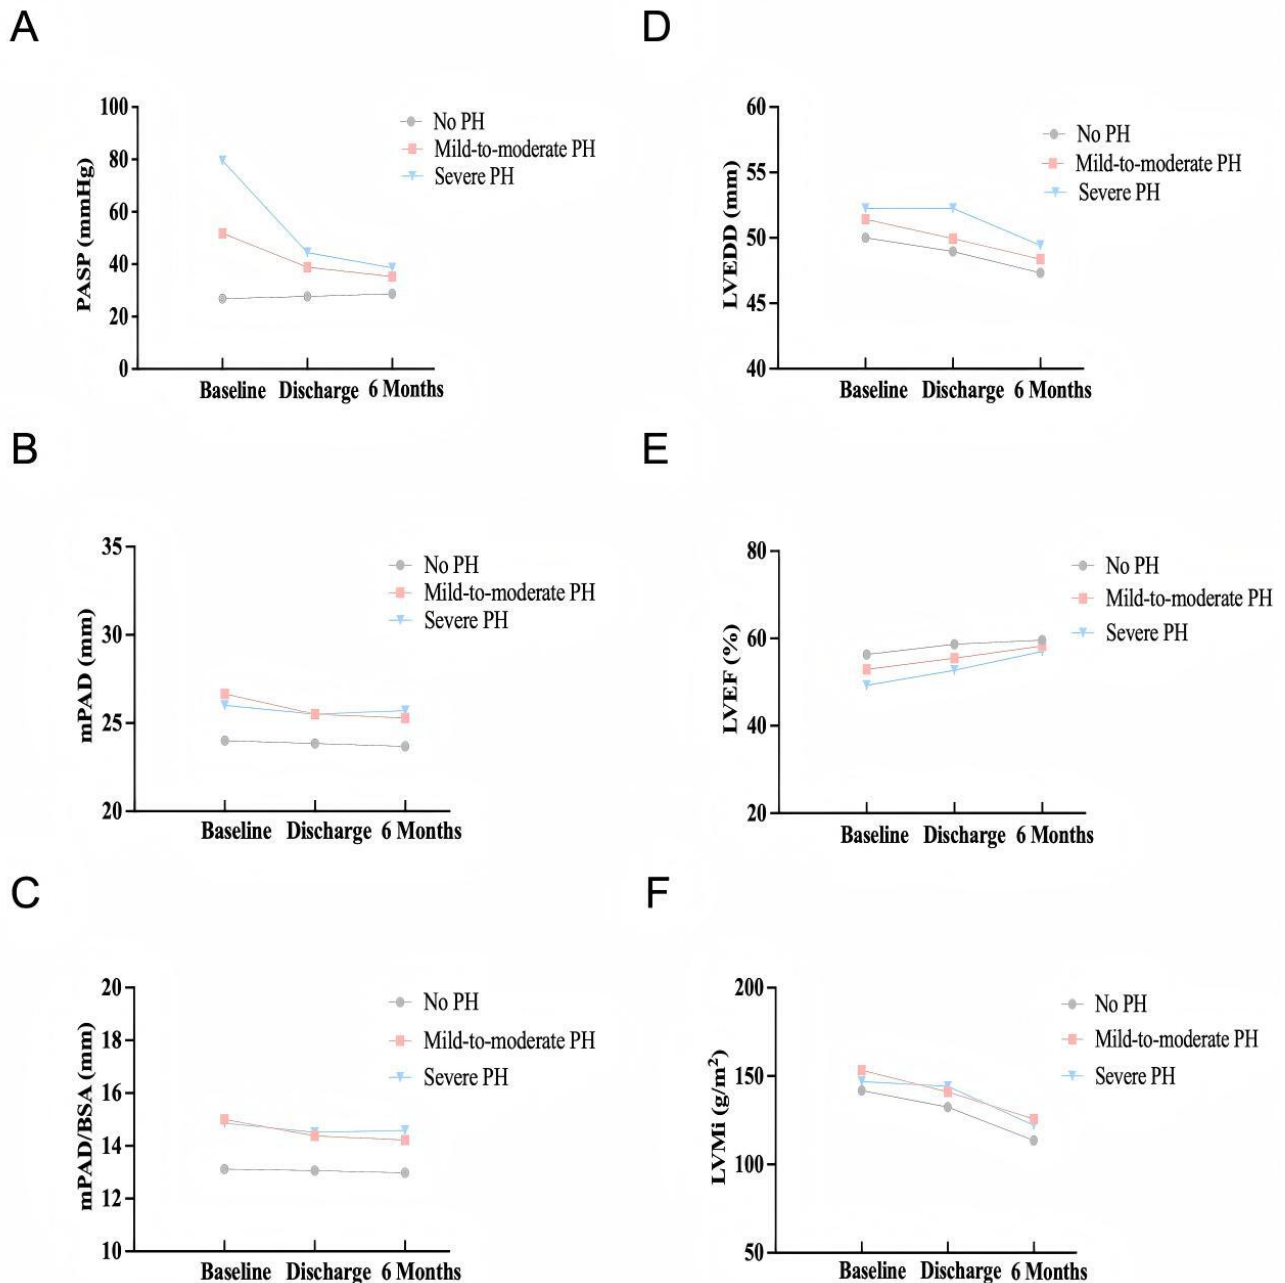 A
PASP (mmHg)
100
80
60
40
20
0
Baseline Discharge 6 Months
No PH
Mild-to-moderate PH
Severe PH
D
LVEDD (mm)
60
55
50
45
40
Baseline Discharge 6 Months
No PH
Mild-to-moderate PH
Severe PH
B
mPAD (mm)
35
30
25
20
Baseline Discharge 6 Months
No PH
Mild-to-moderate PH
Severe PH
E
LVEF (%)
80
60
40
20
Baseline Discharge 6 Months
No PH
Mild-to-moderate PH
Severe PH
C
mPAD/BSA (mm)
20
18
16
14
12
10
Baseline Discharge 6 Months
No PH
Mild-to-moderate PH
Severe PH
F
LVMi (g/m²)
200
150
100
50
Baseline Discharge 6 Months
No PH
Mild-to-moderate PH
Severe PH